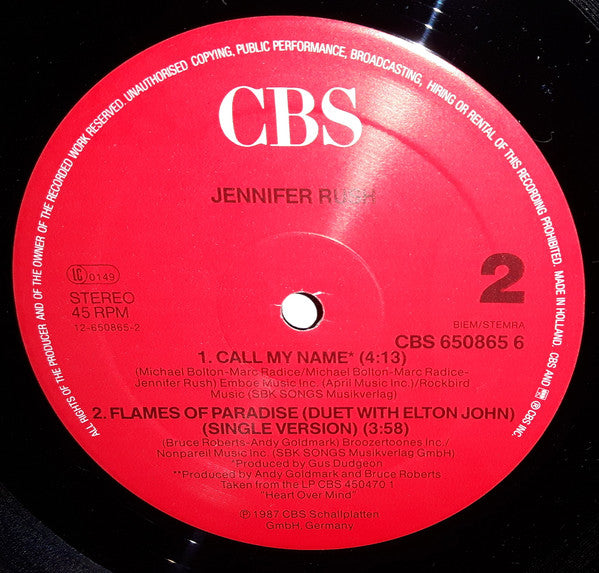 ALL RIGHTS OF THE PRODUCER AND OF THE OWNER OF THE RECORDED WORK RESERVED. UNAUTHORISED COPYING, PUBLIC PERFORMANCE, BROADCASTING, HIRING OR RENTAL OF THIS RECORDING PROHIBITED. MADE IN HOLLAND. CBS AND ℗ © CBS INC.
CBS
JENNIFER RUSH
LC 0149
STEREO
45 RPM
12-650865-2
2
BIEM/STEMRA
CBS 650865 6
1. CALL MY NAME* (4:13)
(Michael Bolton-Marc Radice/Michael Bolton-Marc Radice-
Jennifer Rush) Emboe Music Inc. (April Music Inc.)/Rockbird
Music (SBK SONGS Musikverlag)
2. FLAMES OF PARADISE (DUET WITH ELTON JOHN)
(SINGLE VERSION) (3:58)
(Bruce Roberts-Andy Goldmark) Broozertoones Inc./
Nonpareil Music Inc. (SBK SONGS Musikverlag GmbH)
*Produced by Gus Dudgeon
**Produced by Andy Goldmark and Bruce Roberts
Taken from the LP CBS 450470 1
"Heart Over Mind"
℗ 1987 CBS Schallplatten
GmbH, Germany